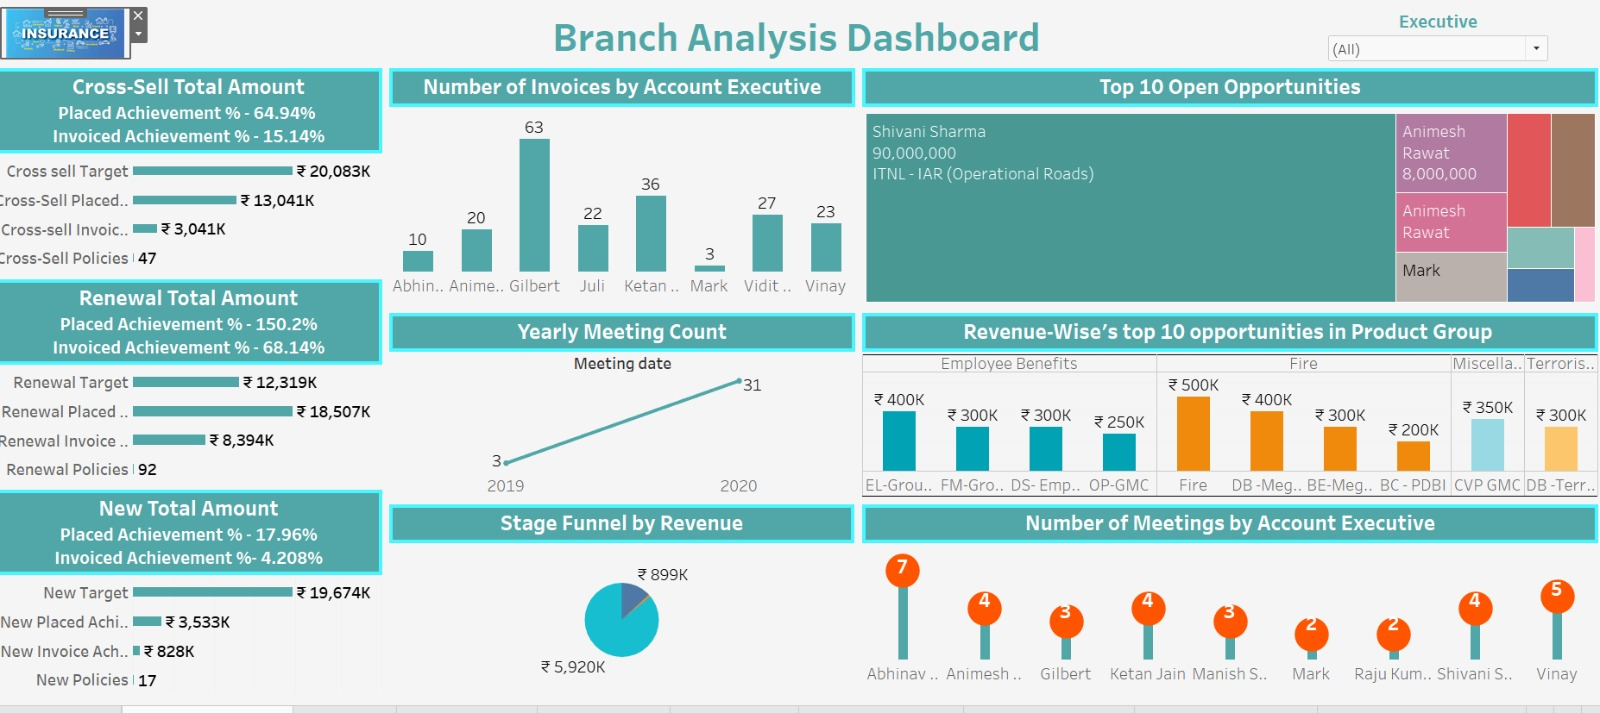 INSURANCE
Branch Analysis Dashboard
Executive
(All)
Cross-Sell Total Amount
Placed Achievement % - 64.94%
Invoiced Achievement % - 15.14%
Cross sell Target ₹ 20,083K
Cross-Sell Placed.. ₹ 13,041K
Cross-sell Invoic.. ₹ 3,041K
Cross-Sell Policies 47
Renewal Total Amount
Placed Achievement % - 150.2%
Invoiced Achievement % - 68.14%
Renewal Target ₹ 12,319K
Renewal Placed .. ₹ 18,507K
Renewal Invoice .. ₹ 8,394K
Renewal Policies 92
New Total Amount
Placed Achievement % - 17.96%
Invoiced Achievement %- 4.208%
New Target ₹ 19,674K
New Placed Achi.. ₹ 3,533K
New Invoice Ach.. ₹ 828K
New Policies 17
Number of Invoices by Account Executive
10 20 63 22 36 3 27 23
Abhin.. Anime.. Gilbert Juli Ketan .. Mark Vidit .. Vinay
Yearly Meeting Count
Meeting date
3 31
2019 2020
Stage Funnel by Revenue
₹ 899K
₹ 5,920K
Top 10 Open Opportunities
Shivani Sharma
90,000,000
ITNL - IAR (Operational Roads)
Animesh
Rawat
8,000,000
Animesh
Rawat
Mark
Revenue-Wise's top 10 opportunities in Product Group
Employee Benefits Fire Miscella.. Terroris..
₹ 400K ₹ 300K ₹ 300K ₹ 250K ₹ 500K ₹ 400K ₹ 300K ₹ 200K ₹ 350K ₹ 300K
EL-Grou.. FM-Gro.. DS- Emp.. OP-GMC Fire DB -Meg.. BE-Meg.. BC - PDBI CVP GMC DB -Terr..
Number of Meetings by Account Executive
7 4 3 4 3 2 2 4 5
Abhinav .. Animesh .. Gilbert Ketan Jain Manish S.. Mark Raju Kum.. Shivani S.. Vinay